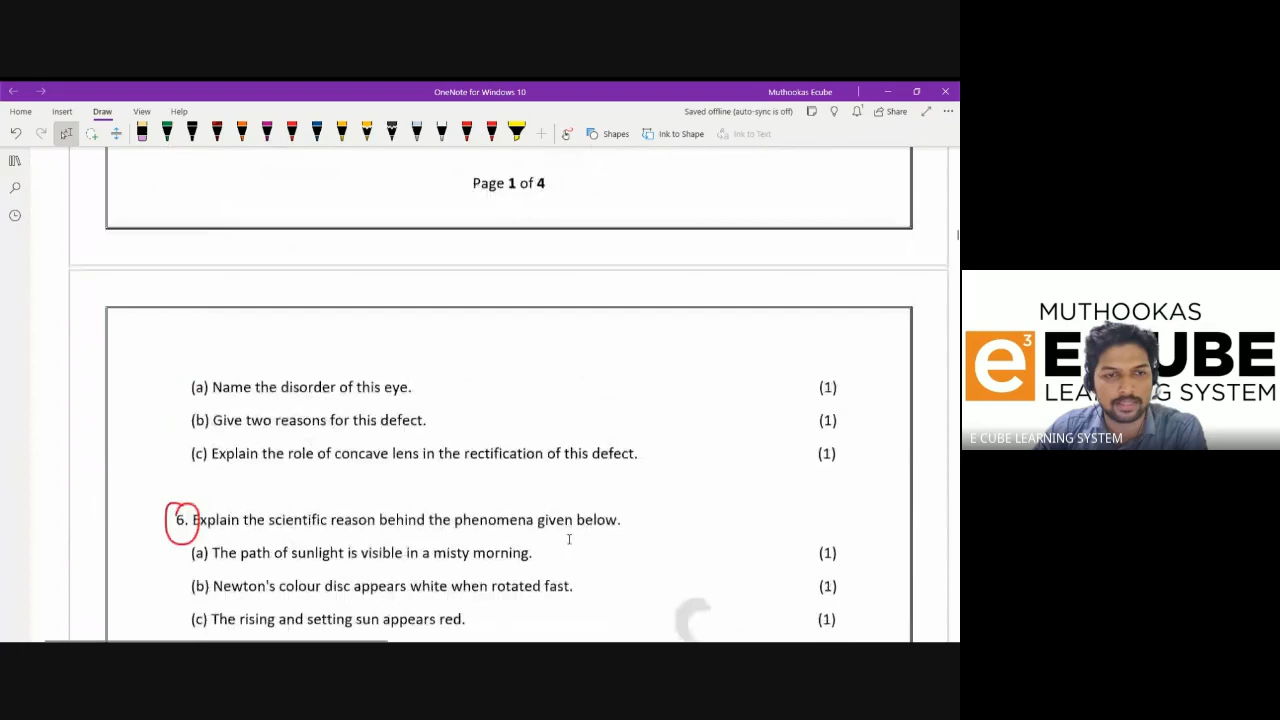 OneNote for Windows 10
Muthookas Ecube
Home Insert Draw View Help
Saved offline (auto-sync is off)
Share
Shapes
Ink to Shape
Ink to Text
Page 1 of 4
(a) Name the disorder of this eye. (1)
(b) Give two reasons for this defect. (1)
(c) Explain the role of concave lens in the rectification of this defect. (1)
6. Explain the scientific reason behind the phenomena given below.
(a) The path of sunlight is visible in a misty morning. (1)
(b) Newton's colour disc appears white when rotated fast. (1)
(c) The rising and setting sun appears red. (1)
MUTHOOKAS
e3
SYSTEM
E CUBE LEARNING SYSTEM